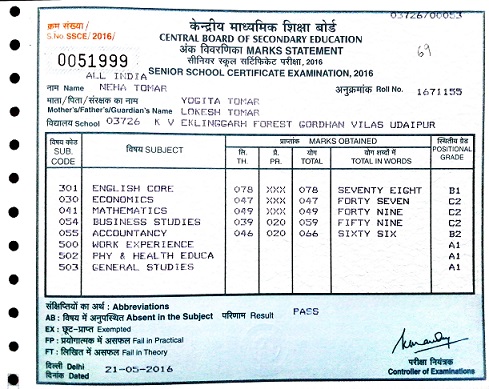 03726/00053
क्रम संख्या /
S.No SSCE/2016/
केन्द्रीय माध्यमिक शिक्षा बोर्ड
CENTRAL BOARD OF SECONDARY EDUCATION
अंक विवरणिका MARKS STATEMENT
0051999
69
सीनियर स्कूल सर्टिफिकेट परीक्षा, 2016
ALL INDIA SENIOR SCHOOL CERTIFICATE EXAMINATION, 2016
नाम Name NEHA TOMAR अनुक्रमांक Roll No. 1671155
माता/पिता/संरक्षक का नाम YOGITA TOMAR
Mother's/Father's/Guardian's Name LOKESH TOMAR
विद्यालय School 03726 K V EKLINGGARH FOREST GORDHAN VILAS UDAIPUR
विषय कोड विषय SUBJECT प्राप्तांक MARKS OBTAINED स्थितीय ग्रेड
SUB. CODE लि. TH. प्रै. PR. योग TOTAL योग शब्दों में TOTAL IN WORDS POSITIONAL GRADE
301 ENGLISH CORE 078 XXX 078 SEVENTY EIGHT B1
030 ECONOMICS 047 XXX 047 FORTY SEVEN C2
041 MATHEMATICS 049 XXX 049 FORTY NINE C2
054 BUSINESS STUDIES 039 020 059 FIFTY NINE C2
055 ACCOUNTANCY 046 020 066 SIXTY SIX B2
500 WORK EXPERIENCE A1
502 PHY & HEALTH EDUCA A1
503 GENERAL STUDIES A1
संक्षिप्तियों का अर्थ : Abbreviations
AB : विषय में अनुपस्थित Absent in the Subject परिणाम Result PASS
EX : छूट-प्राप्त Exempted
FP : प्रयोगात्मक में असफल Fail in Practical
FT : लिखित में असफल Fail in Theory
दिल्ली Delhi
दिनांक Dated 21-05-2016
परीक्षा नियंत्रक
Controller of Examinations